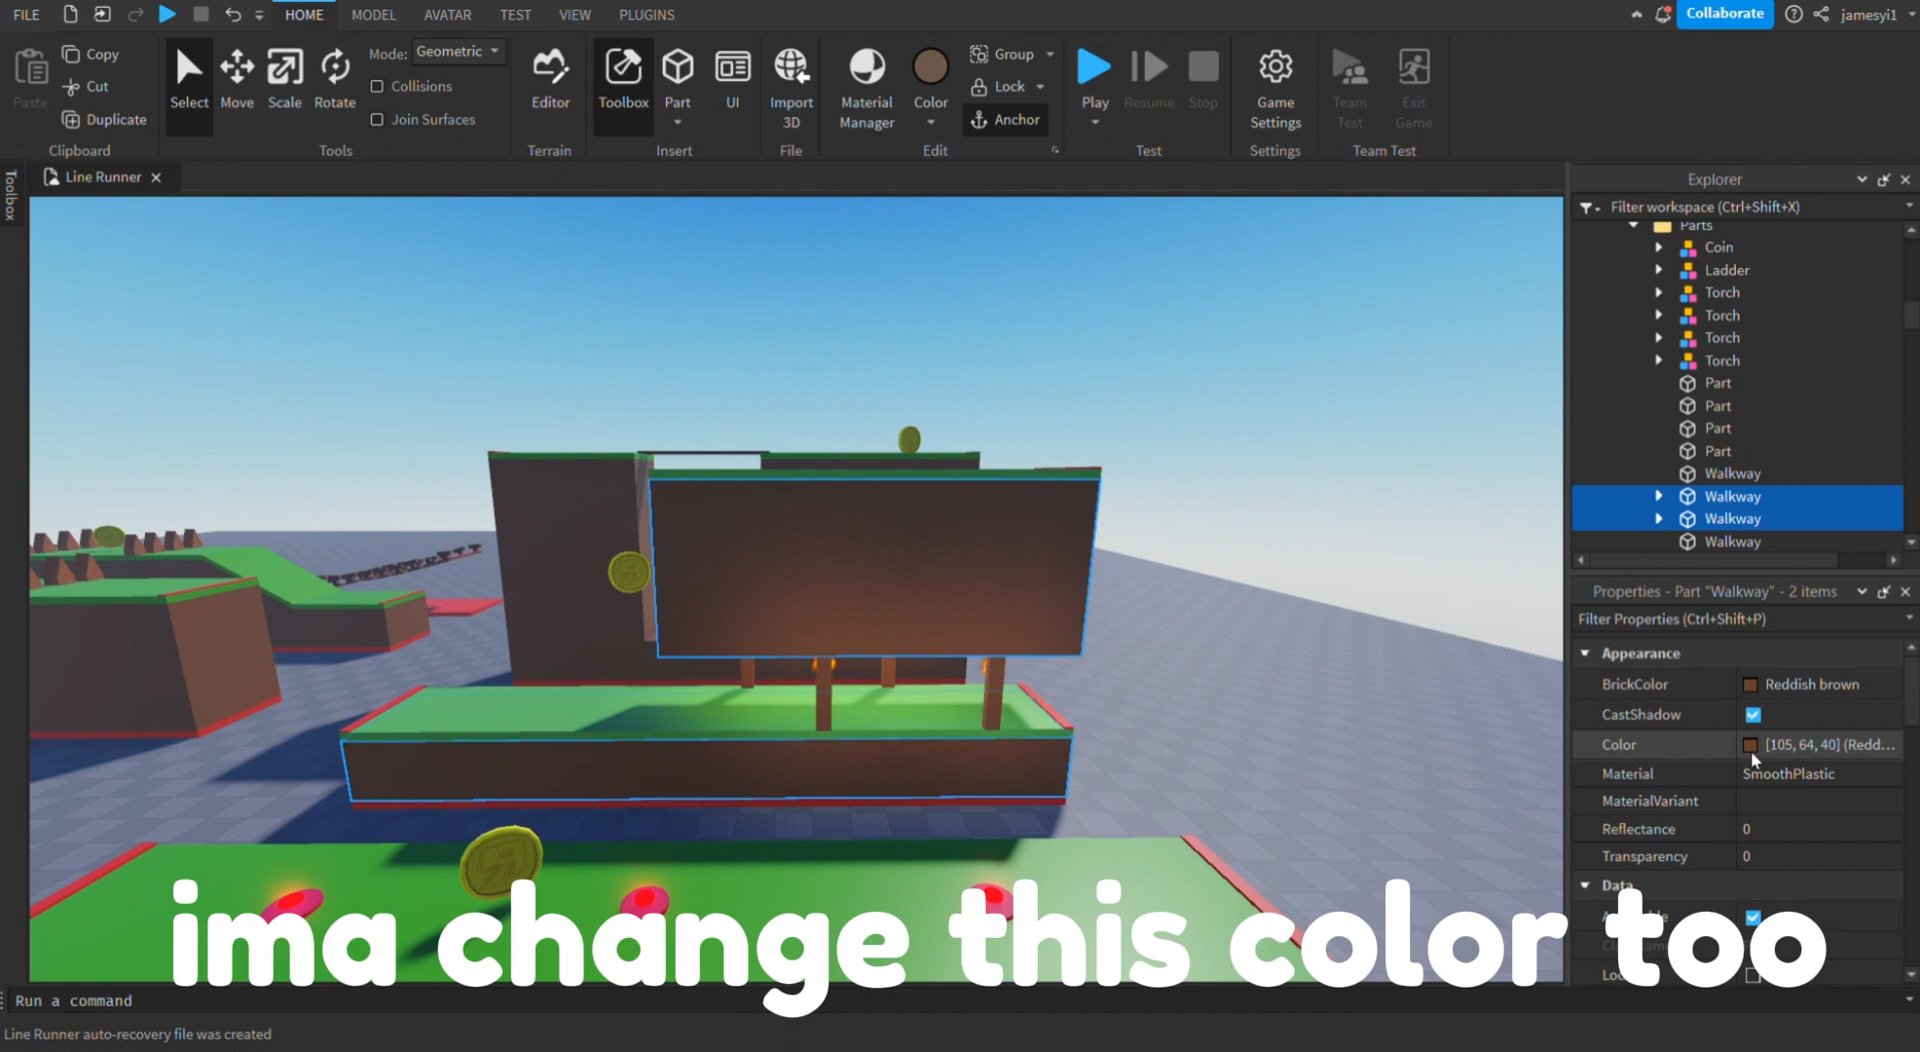 FILE HOME MODEL AVATAR TEST VIEW PLUGINS Collaborate jamesyi1
Paste Copy Cut Duplicate Clipboard
Select Move Scale Rotate Mode: Geometric Collisions Join Surfaces Tools
Editor Terrain
Toolbox Part UI Insert
Import 3D File
Material Manager Color Group Lock Anchor Edit
Play Resume Stop Test
Game Settings Settings
Team Test Exit Game Team Test
Toolbox
Line Runner
Explorer
Filter workspace (Ctrl+Shift+X)
Parts
Coin
Ladder
Torch
Torch
Torch
Torch
Part
Part
Part
Part
Walkway
Walkway
Walkway
Walkway
Properties - Part "Walkway" - 2 items
Filter Properties (Ctrl+Shift+P)
Appearance
BrickColor Reddish brown
CastShadow
Color [105, 64, 40] (Redd...
Material SmoothPlastic
MaterialVariant
Reflectance 0
Transparency 0
Data
ima change this color too
Run a command
Line Runner auto-recovery file was created